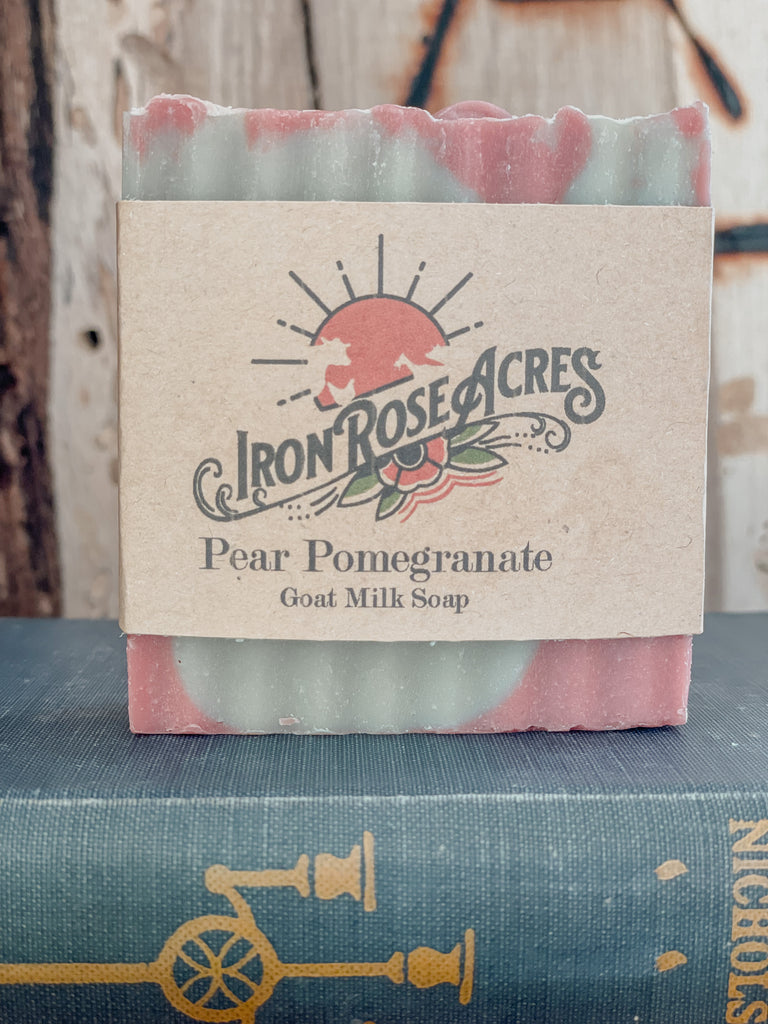 Iron Rose Acres
Pear Pomegranate
Goat Milk Soap
NICHOLS